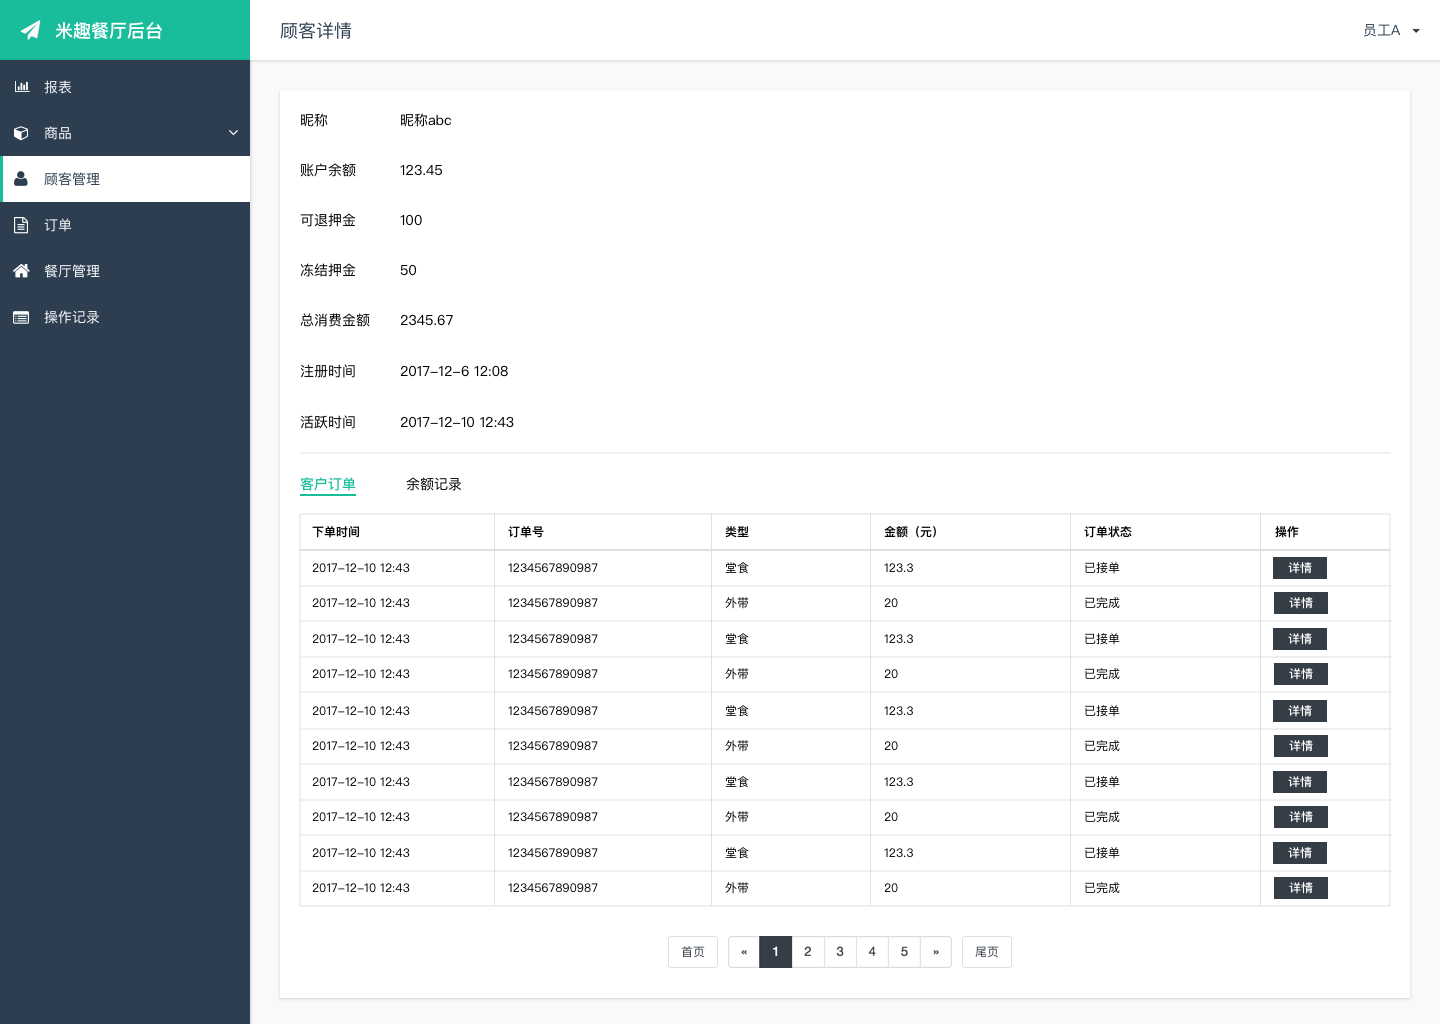 米趣餐厅后台
顾客详情
员工A
报表
商品
顾客管理
订单
餐厅管理
操作记录
昵称 昵称abc
账户余额 123.45
可退押金 100
冻结押金 50
总消费金额 2345.67
注册时间 2017-12-6 12:08
活跃时间 2017-12-10 12:43
客户订单 余额记录
下单时间 订单号 类型 金额（元） 订单状态 操作
2017-12-10 12:43 1234567890987 堂食 123.3 已接单 详情
2017-12-10 12:43 1234567890987 外带 20 已完成 详情
2017-12-10 12:43 1234567890987 堂食 123.3 已接单 详情
2017-12-10 12:43 1234567890987 外带 20 已完成 详情
2017-12-10 12:43 1234567890987 堂食 123.3 已接单 详情
2017-12-10 12:43 1234567890987 外带 20 已完成 详情
2017-12-10 12:43 1234567890987 堂食 123.3 已接单 详情
2017-12-10 12:43 1234567890987 外带 20 已完成 详情
2017-12-10 12:43 1234567890987 堂食 123.3 已接单 详情
2017-12-10 12:43 1234567890987 外带 20 已完成 详情
首页 « 1 2 3 4 5 » 尾页